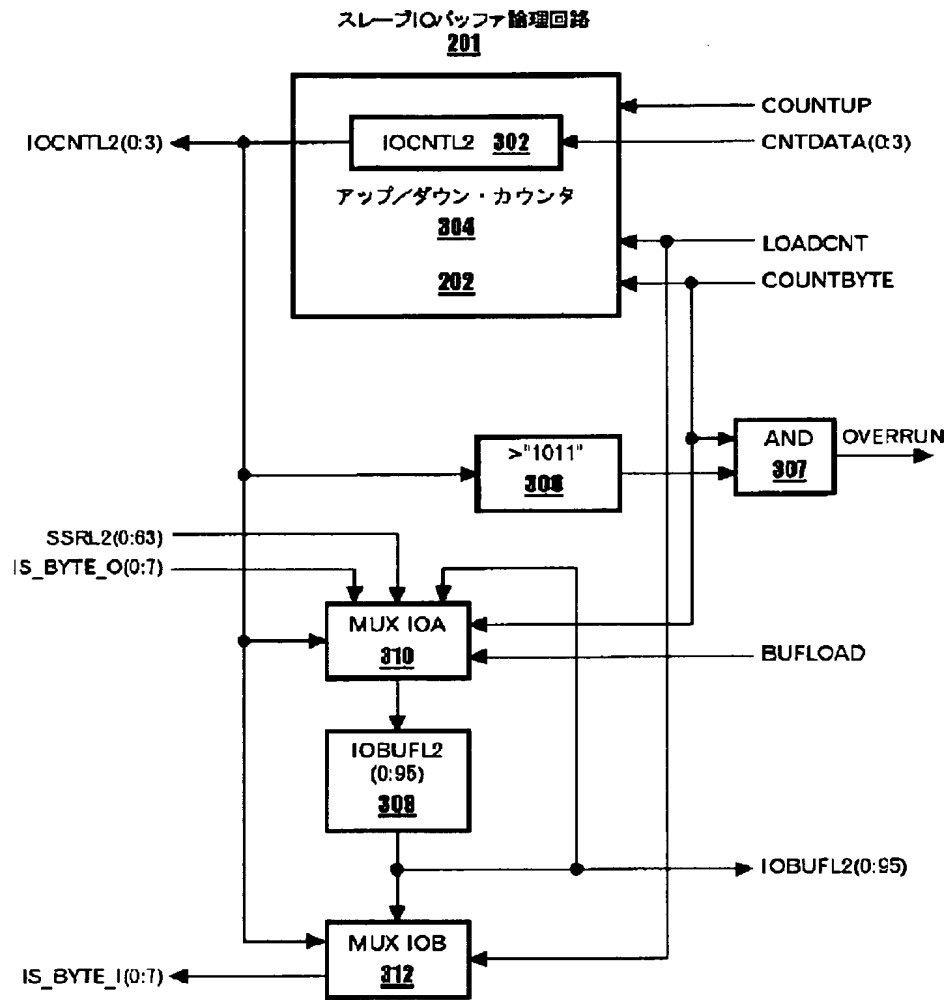 スレーブIOバッファ論理回路
201
COUNTUP
IOCNTL2(0:3)
IOCNTL2 302
CNTDATA(0:3)
アップ/ダウン・カウンタ
304
LOADCNT
202
COUNTBYTE
>"1011"
306
AND
307
OVERRUN
SSRL2(0:63)
IS_BYTE_O(0:7)
MUX IOA
310
BUFLOAD
IOBUFL2
(0:95)
308
IOBUFL2(0:95)
MUX IOB
312
IS_BYTE_I(0:7)